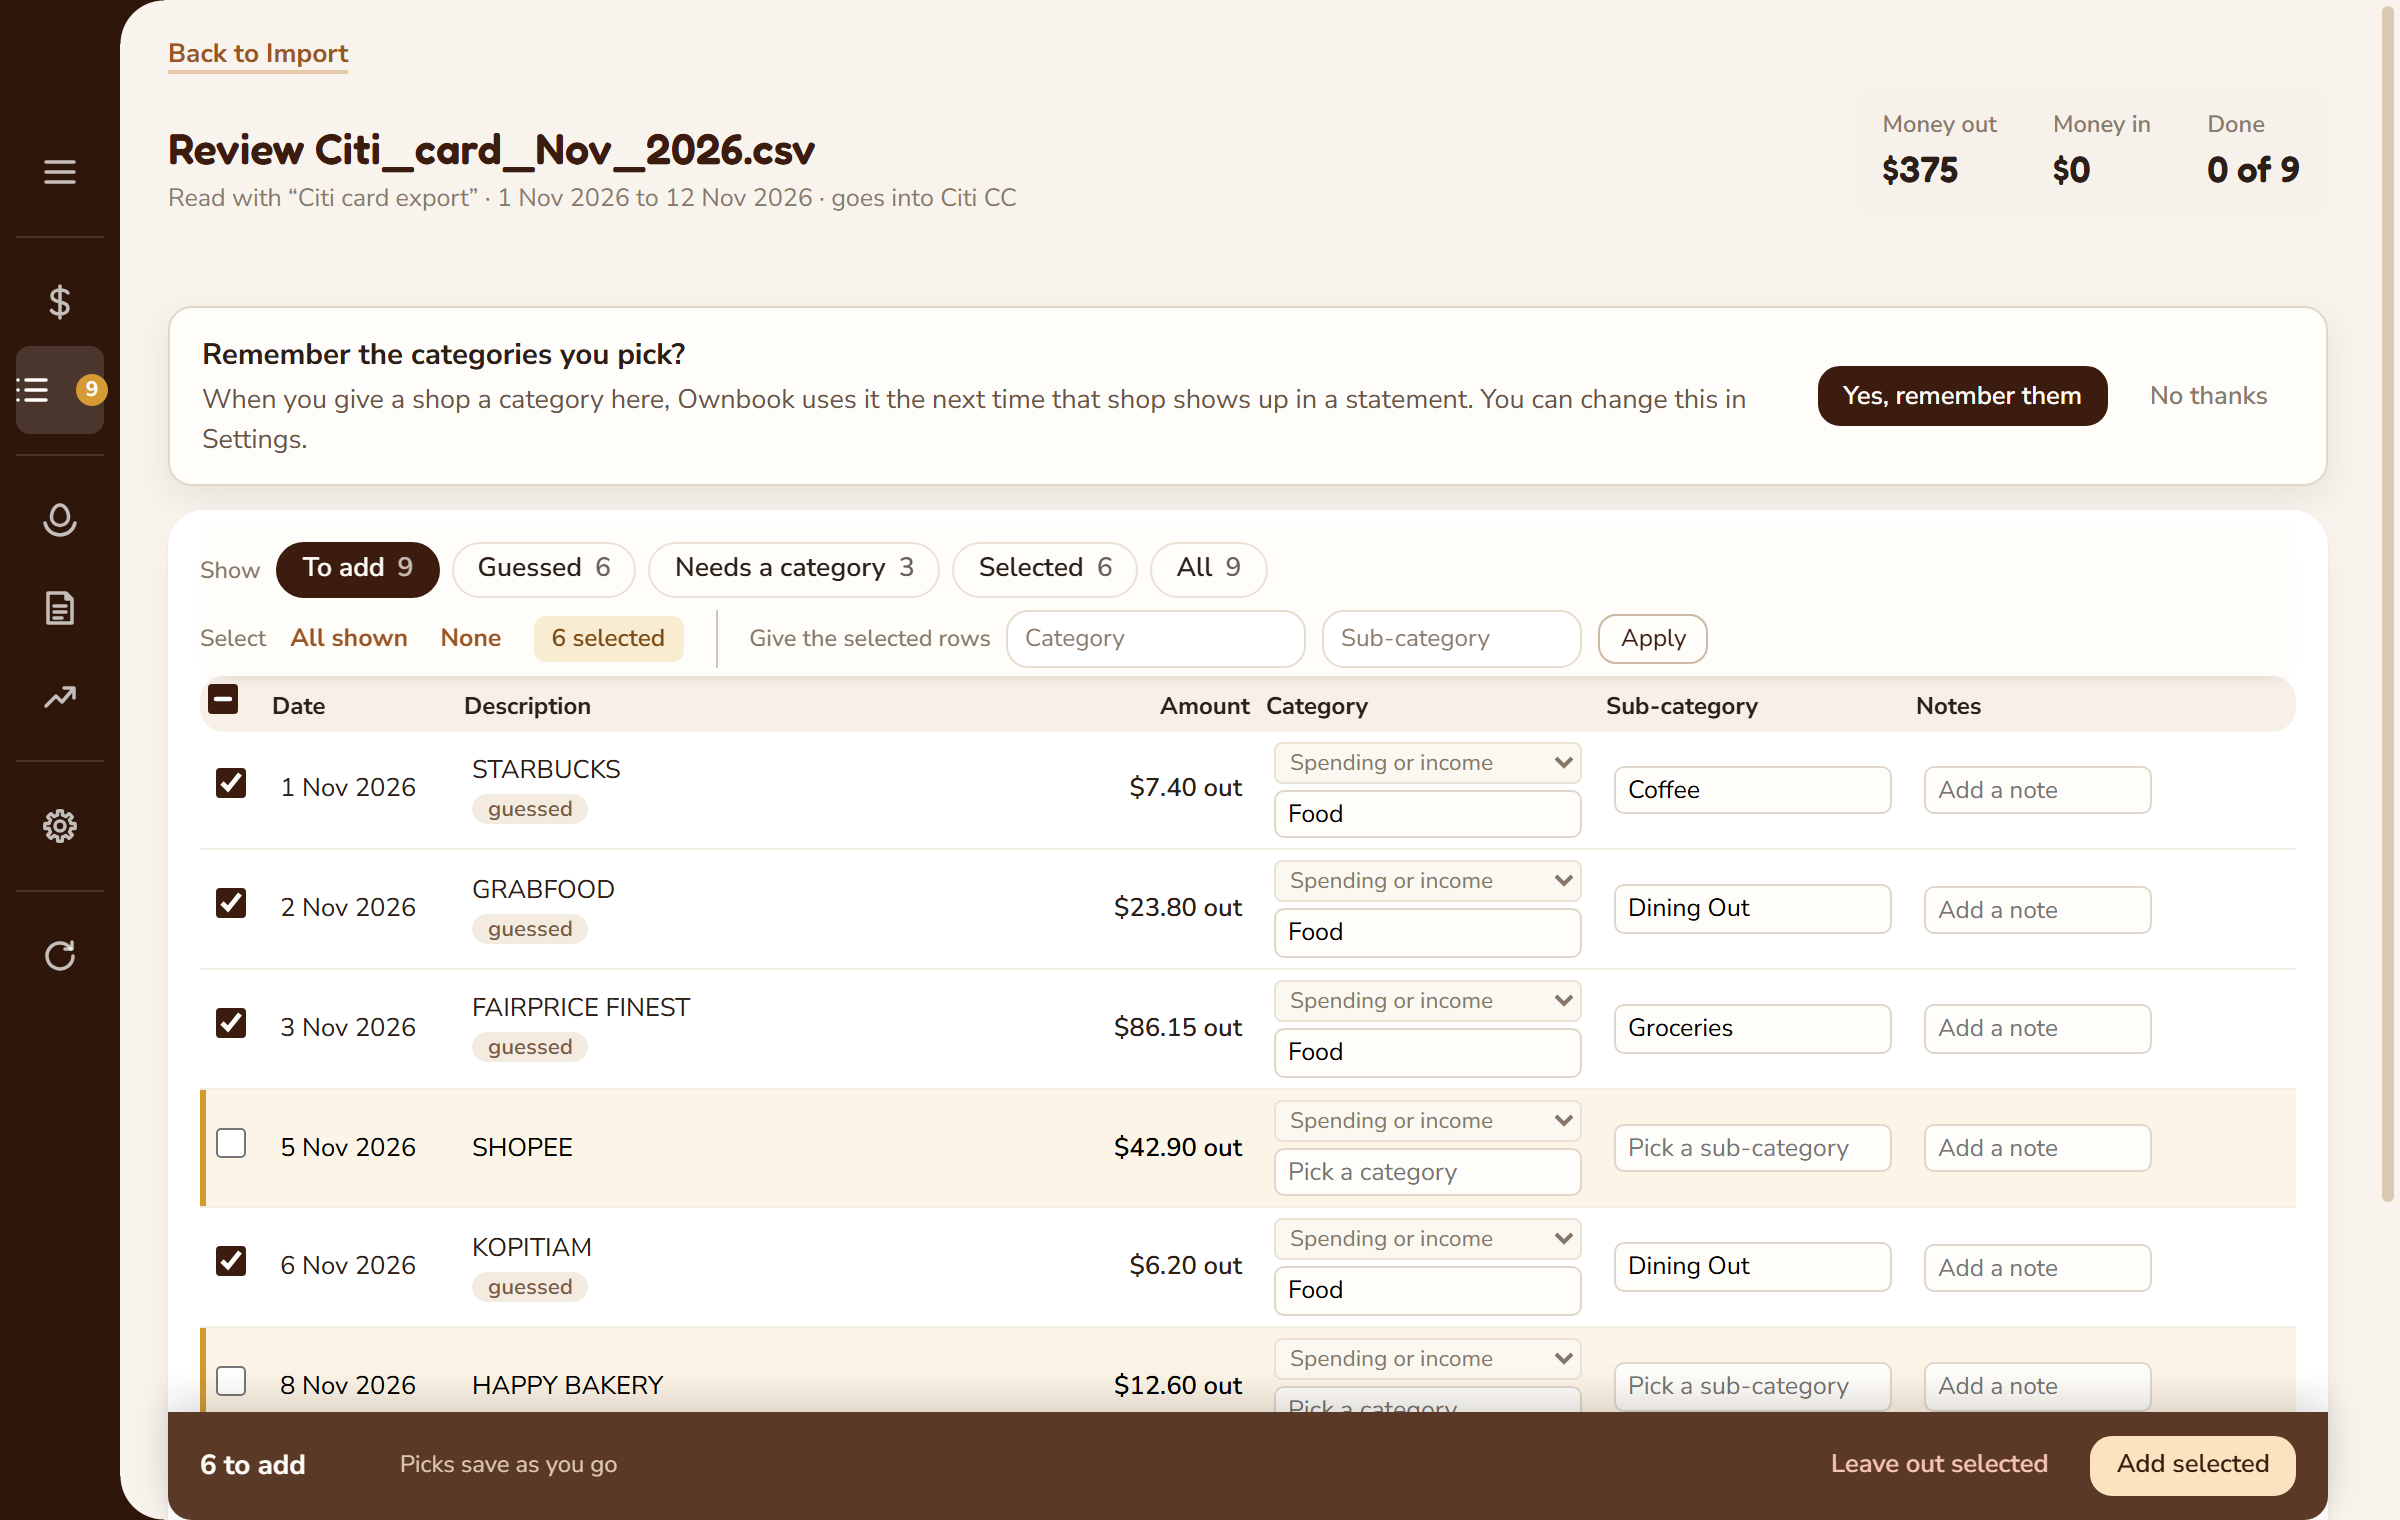 Back to Import
Review Citi_card_Nov_2026.csv
Read with “Citi card export” · 1 Nov 2026 to 12 Nov 2026 · goes into Citi CC
Money out Money in Done
$375 $0 0 of 9
9
Remember the categories you pick?
When you give a shop a category here, Ownbook uses it the next time that shop shows up in a statement. You can change this in
Settings.
Yes, remember them No thanks
Show To add 9 Guessed 6 Needs a category 3 Selected 6 All 9
Select All shown None 6 selected Give the selected rows Category Sub-category Apply
Date Description Amount Category Sub-category Notes
STARBUCKS Spending or income
1 Nov 2026 $7.40 out Coffee Add a note
guessed Food
GRABFOOD Spending or income
2 Nov 2026 $23.80 out Dining Out Add a note
guessed Food
FAIRPRICE FINEST Spending or income
3 Nov 2026 $86.15 out Groceries Add a note
guessed Food
Spending or income
5 Nov 2026 SHOPEE $42.90 out Pick a sub-category Add a note
Pick a category
KOPITIAM Spending or income
6 Nov 2026 $6.20 out Dining Out Add a note
guessed Food
Spending or income
8 Nov 2026 HAPPY BAKERY $12.60 out Pick a sub-category Add a note
Pick a category
6 to add Picks save as you go Leave out selected Add selected